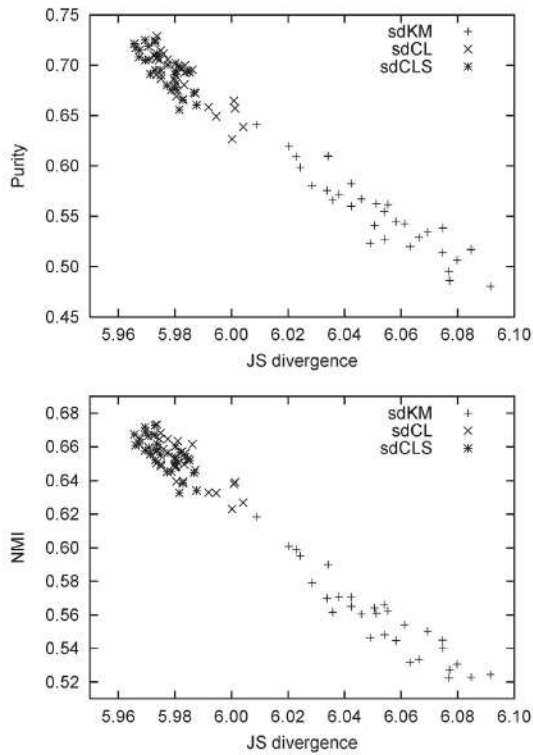 sdKM +
sdCL ×
sdCLS ∗
Purity
0.70
0.65
0.60
0.55
0.50
0.45
5.96 5.98 6.00 6.02 6.04 6.06 6.08 6.10
JS divergence
sdKM +
sdCL ×
sdCLS ∗
NMI
0.68
0.66
0.64
0.62
0.60
0.58
0.56
0.54
0.52
5.96 5.98 6.00 6.02 6.04 6.06 6.08 6.10
JS divergence